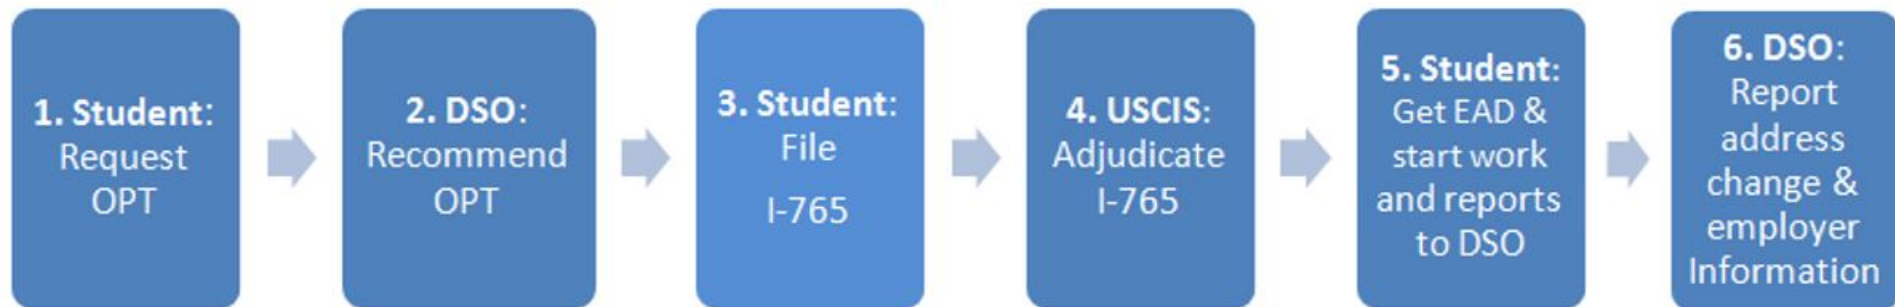 1. Student:
Request
OPT
2. DSO:
Recommend
OPT
3. Student:
File
I-765
4. USCIS:
Adjudicate
I-765
5. Student:
Get EAD &
start work
and reports
to DSO
6. DSO:
Report
address
change &
employer
Information